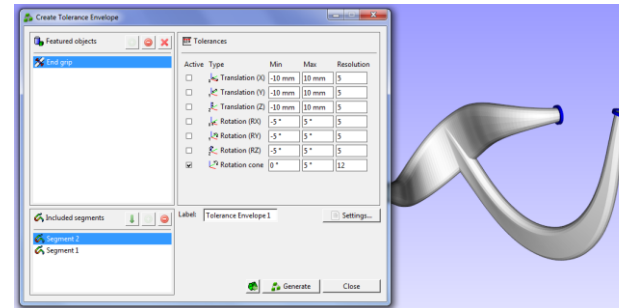 Create Tolerance Envelope
Featured objects
End grip
Tolerances
Active Type Min Max Resolution
Translation (X) -10 mm 10 mm 5
Translation (Y) -10 mm 10 mm 5
Translation (Z) -10 mm 10 mm 5
Rotation (RX) -5 ° 5 ° 5
Rotation (RY) -5 ° 5 ° 5
Rotation (RZ) -5 ° 5 ° 5
Rotation cone 0 ° 5 ° 12
Included segments
Segment 2
Segment 1
Label: Tolerance Envelope 1 Settings...
Generate Close